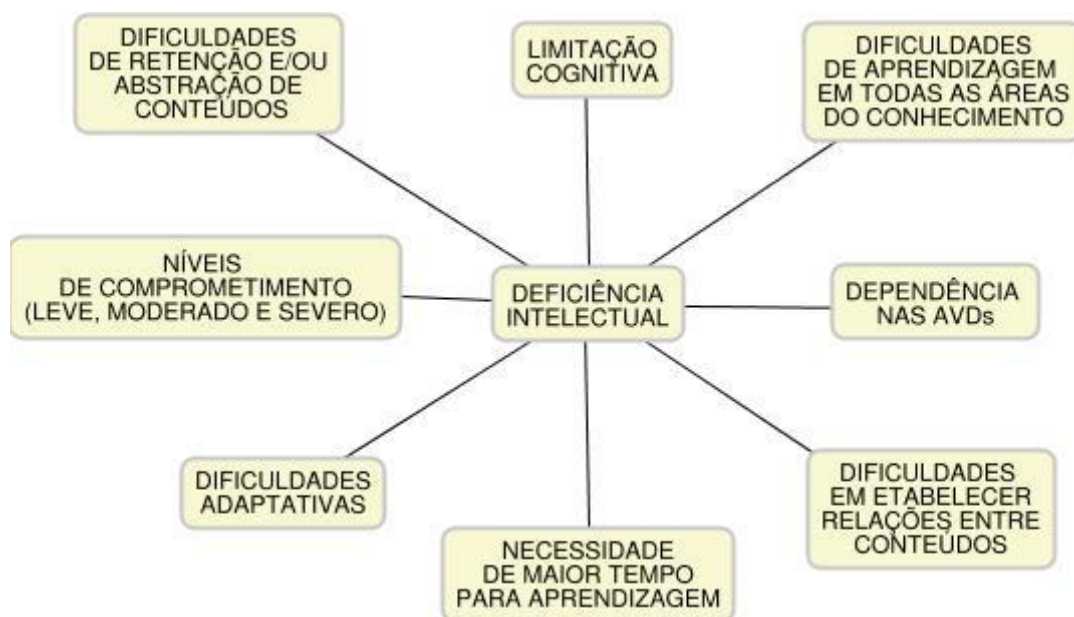 DIFICULDADES
DE RETENÇÃO E/OU
ABSTRAÇÃO DE
CONTEÚDOS
LIMITAÇÃO
COGNITIVA
DIFICULDADES
DE APRENDIZAGEM
EM TODAS AS ÁREAS
DO CONHECIMENTO
NÍVEIS
DE COMPROMETIMENTO
(LEVE, MODERADO E SEVERO)
DEFICIÊNCIA
INTELECTUAL
DEPENDÊNCIA
NAS AVDs
DIFICULDADES
ADAPTATIVAS
NECESSIDADE
DE MAIOR TEMPO
PARA APRENDIZAGEM
DIFICULDADES
EM ETABELECER
RELAÇÕES ENTRE
CONTEÚDOS